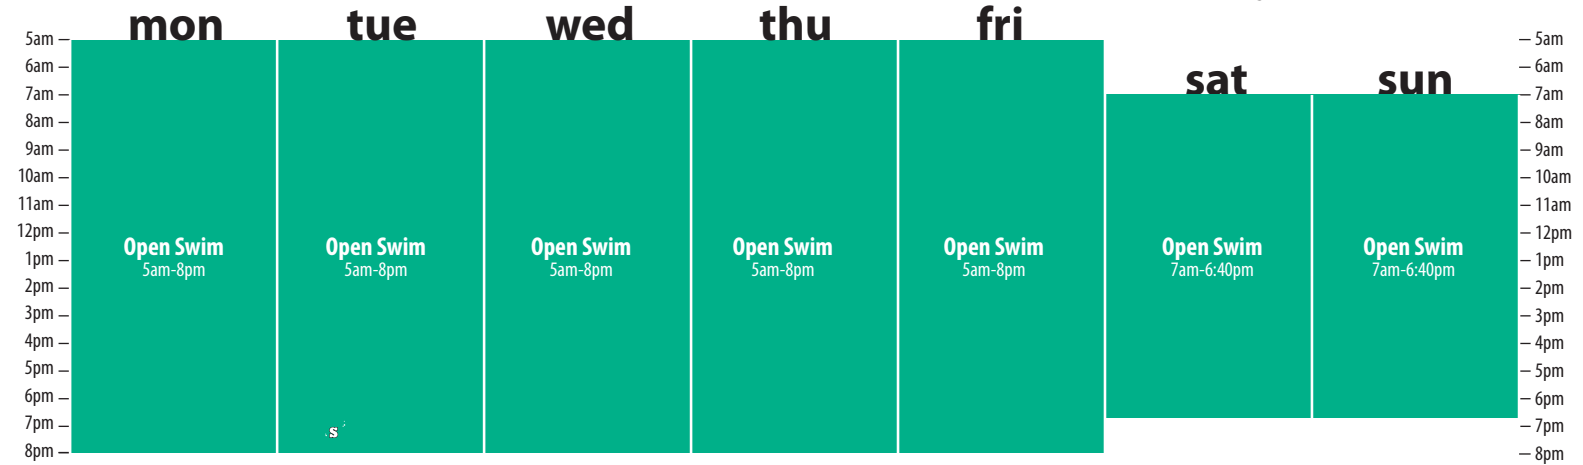 mon tue wed thu fri
sat sun
5am
6am
7am
8am
9am
10am
11am
12pm
1pm
2pm
3pm
4pm
5pm
6pm
7pm
8pm
Open Swim
5am-8pm
Open Swim
5am-8pm
s
Open Swim
5am-8pm
Open Swim
5am-8pm
Open Swim
5am-8pm
Open Swim
7am-6:40pm
Open Swim
7am-6:40pm
5am
6am
7am
8am
9am
10am
11am
12pm
1pm
2pm
3pm
4pm
5pm
6pm
7pm
8pm